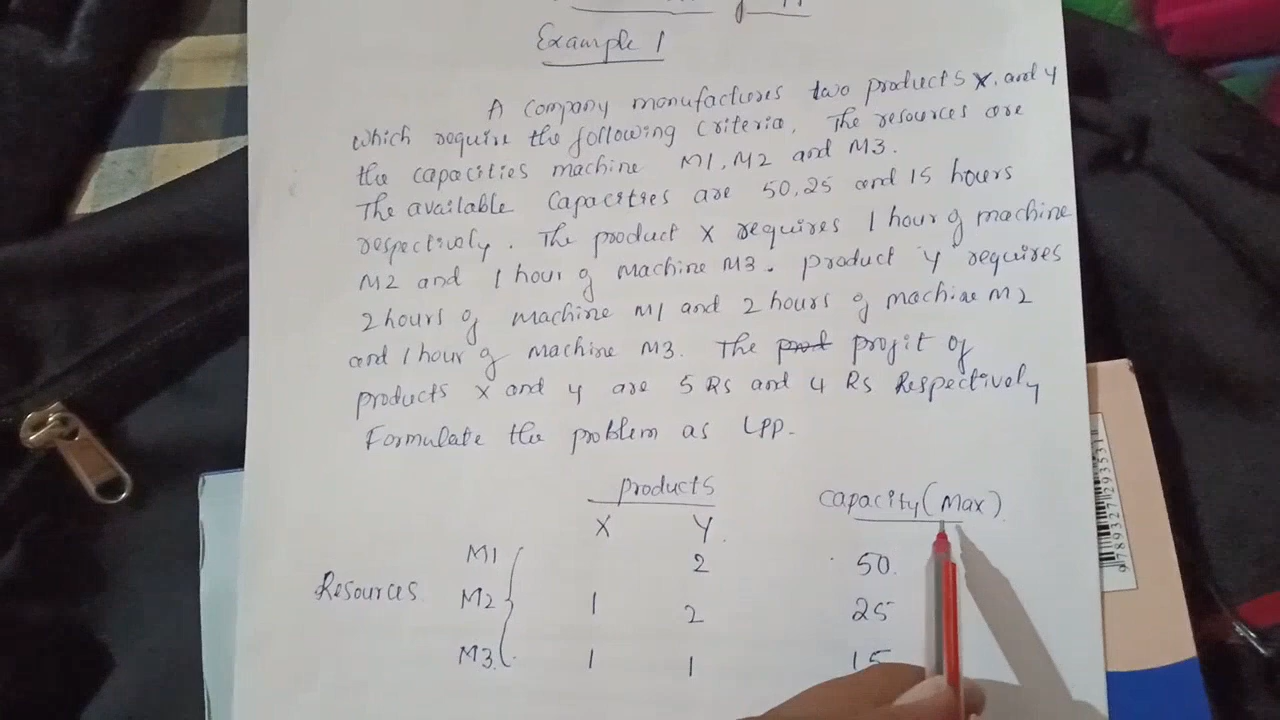 Example 1
A company manufactures two products X, and Y
which require the following criteria. The resources are
the capacities machine M1, M2 and M3.
The available capacities are 50, 25 and 15 hours
respectively. The product X requires 1 hour of machine
M2 and 1 hour of machine M3. product Y requires
2 hours of machine M1 and 2 hours of machine M2
and 1 hour of machine M3. The profit of
products X and Y are 5 Rs and 4 Rs Respectively
Formulate the problem as LPP.
products capacity (Max)
X Y
M1 2 50
Resources M2 1 2 25
M3 1 1 15
9789327293531